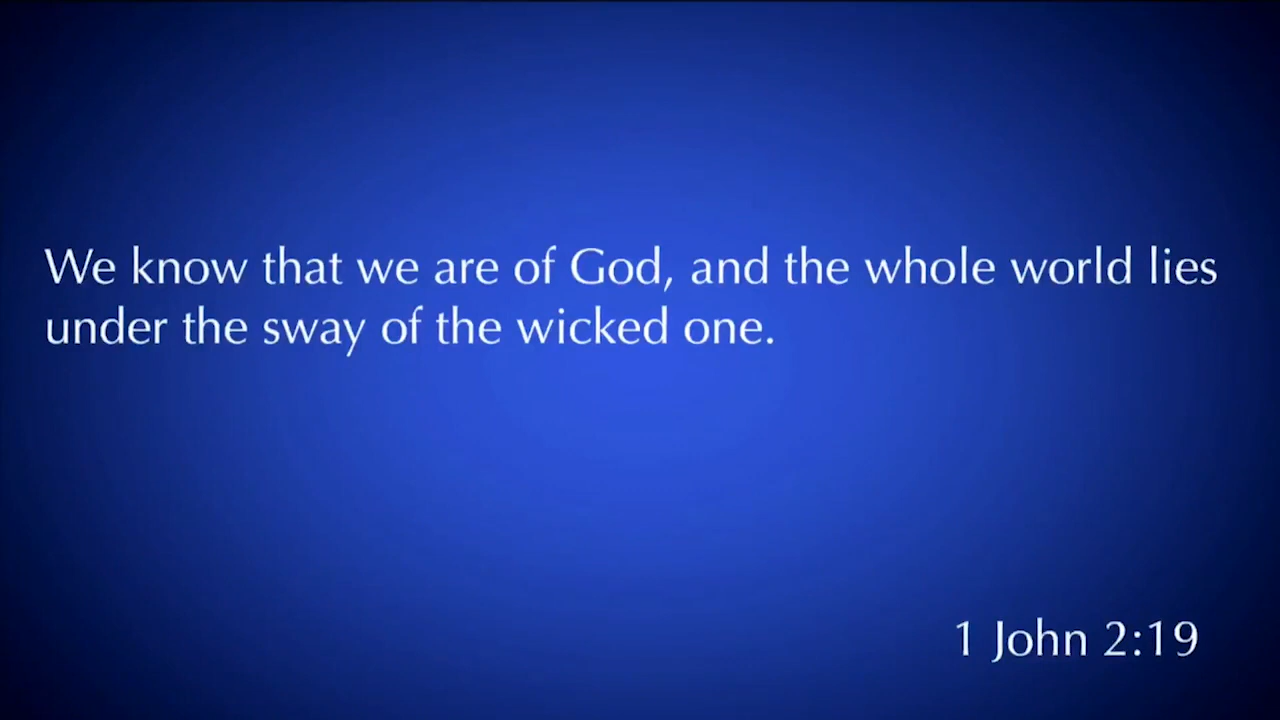 We know that we are of God, and the whole world lies
under the sway of the wicked one.
1 John 2:19